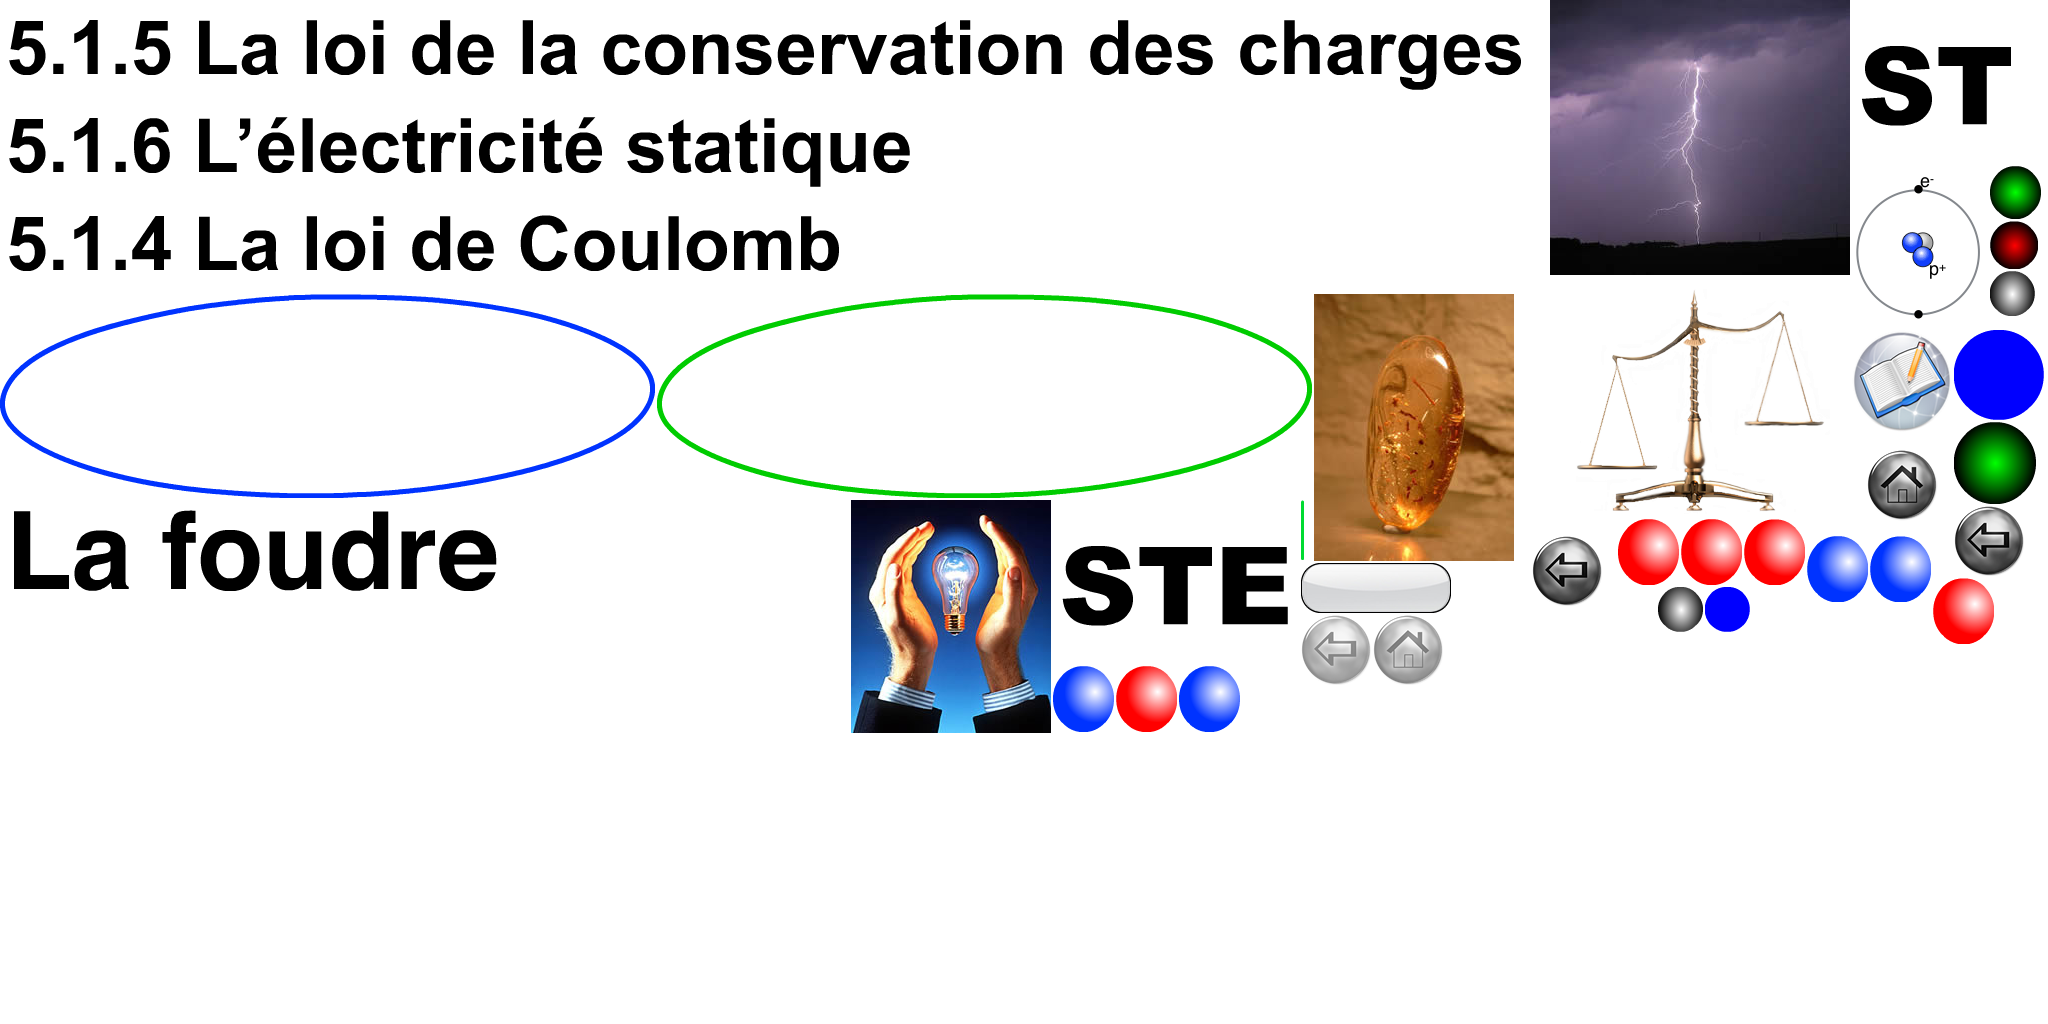 5.1.5 La loi de la conservation des charges
ST
5.1.6 L’électricité statique
e-
5.1.4 La loi de Coulomb
p+
La foudre
STE